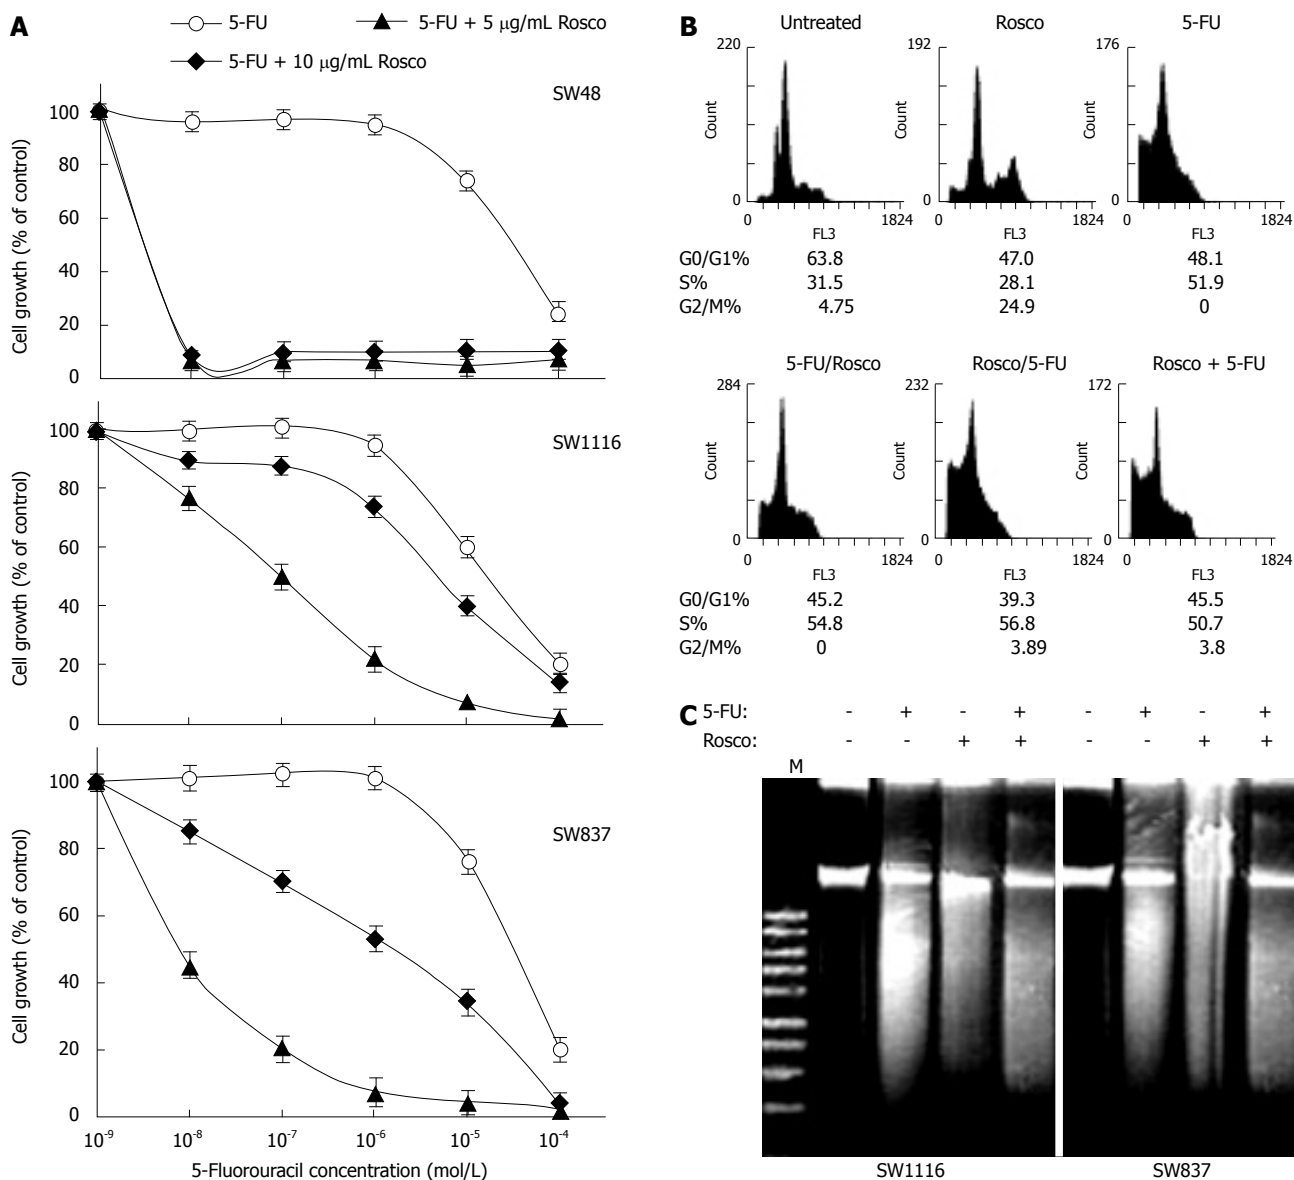 A
5-FU
5-FU + 5 μg/mL Rosco
5-FU + 10 μg/mL Rosco
SW48
Cell growth (% of control)
100
80
60
40
20
0
SW1116
Cell growth (% of control)
100
80
60
40
20
0
SW837
Cell growth (% of control)
100
80
60
40
20
0
10-9 10-8 10-7 10-6 10-5 10-4
5-Fluorouracil concentration (mol/L)
B
Untreated Rosco 5-FU
220 192 176
Count Count Count
0 0 0
0 1824 0 1824 0 1824
FL3 FL3 FL3
G0/G1% 63.8 47.0 48.1
S% 31.5 28.1 51.9
G2/M% 4.75 24.9 0
5-FU/Rosco Rosco/5-FU Rosco + 5-FU
284 232 172
Count Count Count
0 0 0
0 1824 0 1824 0 1824
FL3 FL3 FL3
G0/G1% 45.2 39.3 45.5
S% 54.8 56.8 50.7
G2/M% 0 3.89 3.8
C
5-FU: - + - + - + - +
Rosco: - - + + - - + +
M
SW1116 SW837